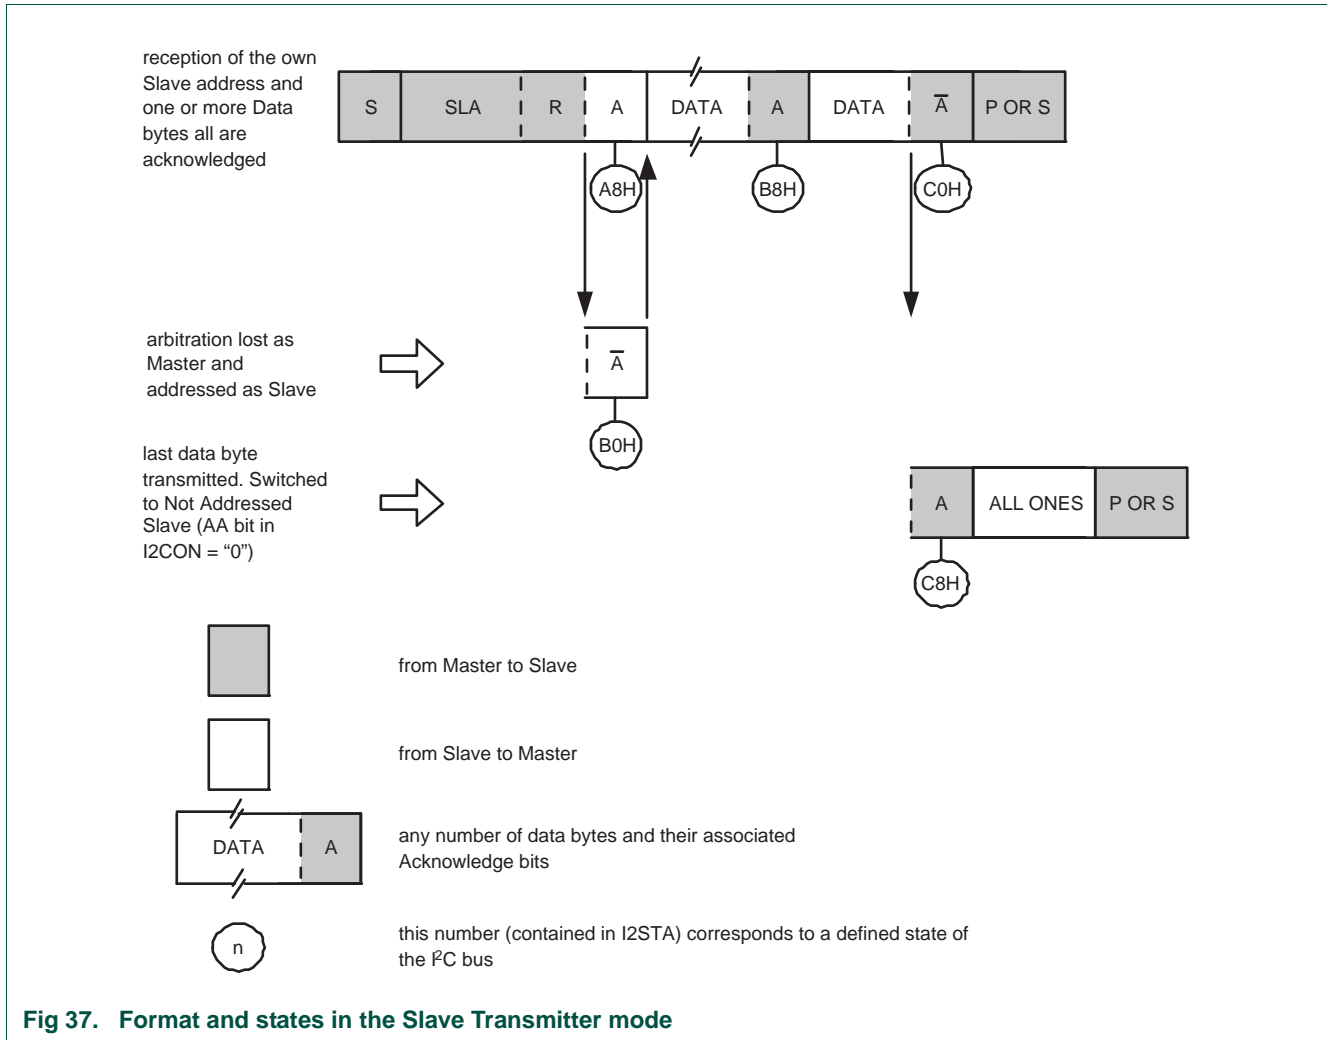 reception of the own
Slave address and
one or more Data
bytes all are
acknowledged
S SLA R A DATA A DATA A̅ P OR S
A8H B8H C0H
arbitration lost as
Master and
addressed as Slave
A̅
B0H
last data byte
transmitted. Switched
to Not Addressed
Slave (AA bit in
I2CON = “0”)
A ALL ONES P OR S
C8H
from Master to Slave
from Slave to Master
DATA A
any number of data bytes and their associated
Acknowledge bits
n
this number (contained in I2STA) corresponds to a defined state of
the I²C bus
Fig 37. Format and states in the Slave Transmitter mode